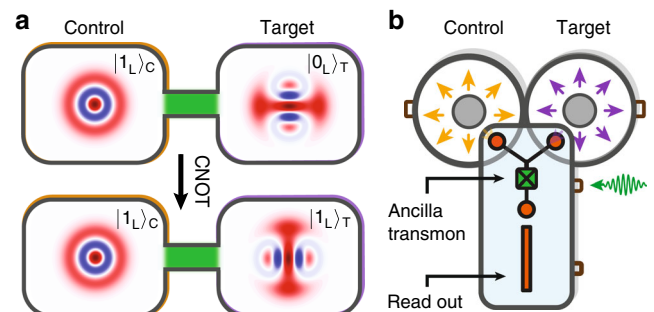 a
Control
Target
|1L⟩C
|0L⟩T
CNOT
|1L⟩C
|1L⟩T
b
Control
Target
Ancilla
transmon
Read out